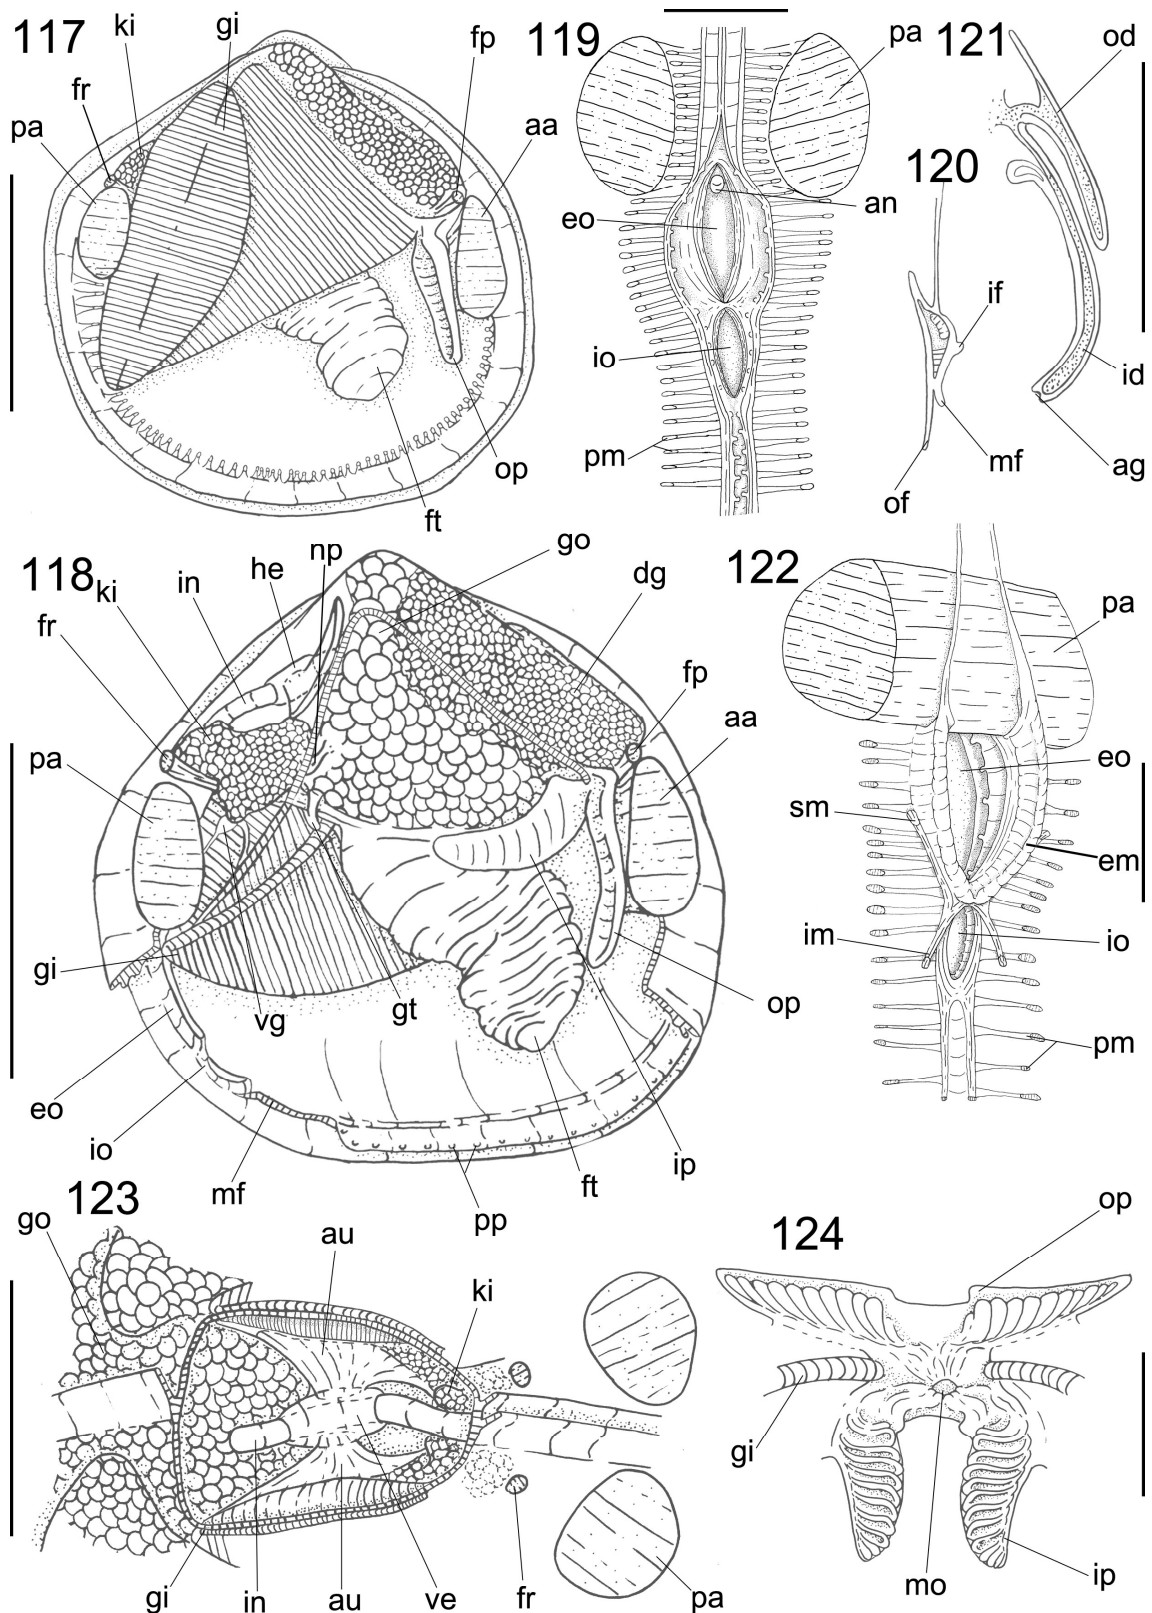 117
ki
gi
fp
fr
pa
aa
op
ft
119
pa
an
eo
io
pm
121
od
id
ag
120
if
mf
of
118
ki
in
he
np
go
dg
fr
fp
aa
pa
gi
vg
gt
op
eo
io
mf
pp
ft
ip
122
pa
eo
sm
em
im
io
pm
123
go
au
ki
gi
in
au
ve
fr
pa
124
op
gi
mo
ip